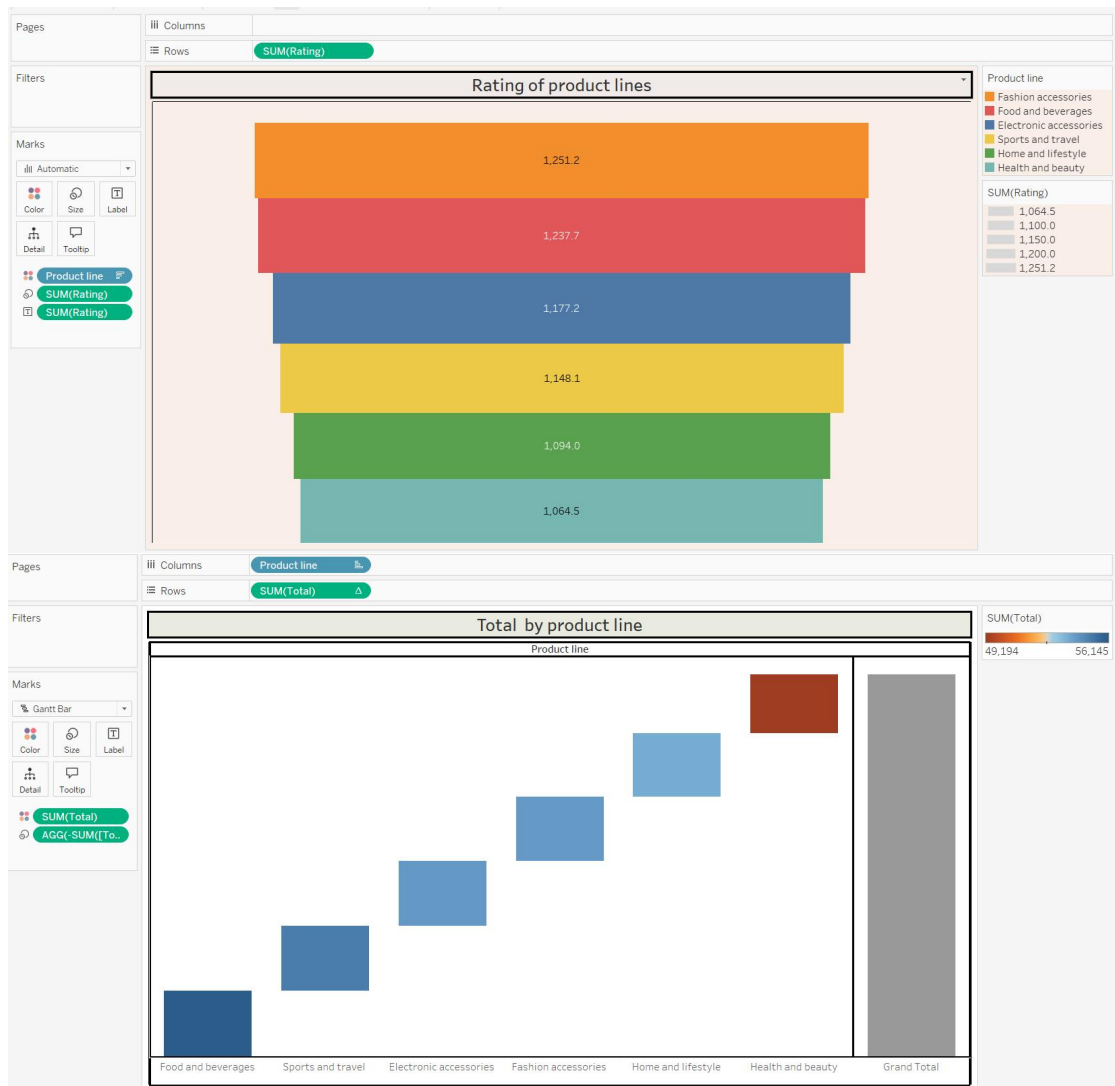 Pages
Columns
Rows
SUM(Rating)
Filters
Marks
Automatic
Color
Size
Label
Detail
Tooltip
Product line
SUM(Rating)
SUM(Rating)
Rating of product lines
1,251.2
1,237.7
1,177.2
1,148.1
1,094.0
1,064.5
Product line
Fashion accessories
Food and beverages
Electronic accessories
Sports and travel
Home and lifestyle
Health and beauty
SUM(Rating)
1,064.5
1,100.0
1,150.0
1,200.0
1,251.2
Pages
Columns
Product line
Rows
SUM(Total)
Filters
Marks
Gantt Bar
Color
Size
Label
Detail
Tooltip
SUM(Total)
AGG(-SUM([To..
Total by product line
Product line
Food and beverages
Sports and travel
Electronic accessories
Fashion accessories
Home and lifestyle
Health and beauty
Grand Total
SUM(Total)
49,194 56,145